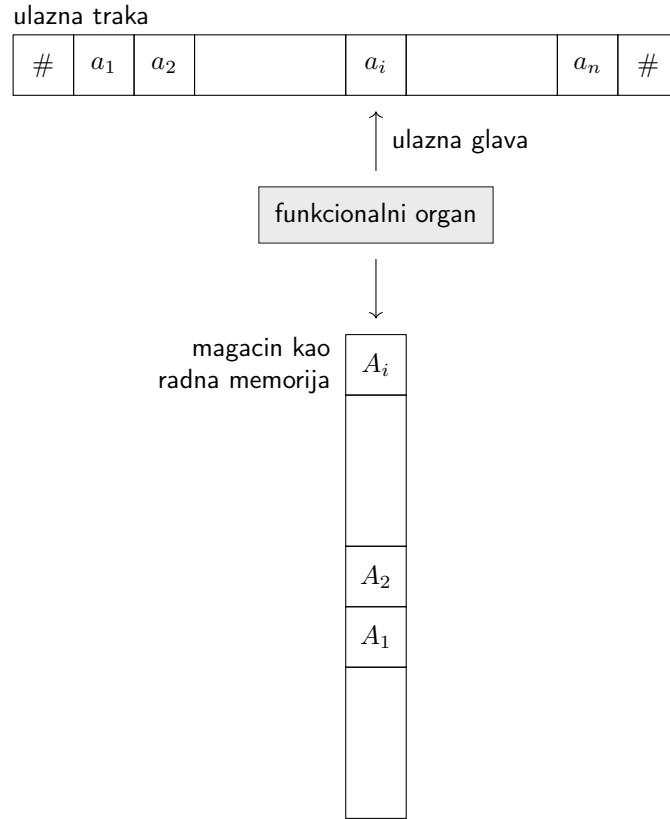 ulazna traka
# a₁ a₂ aᵢ aₙ #
ulazna glava
funkcionalni organ
magacin kao
radna memorija
Aᵢ
A₂
A₁